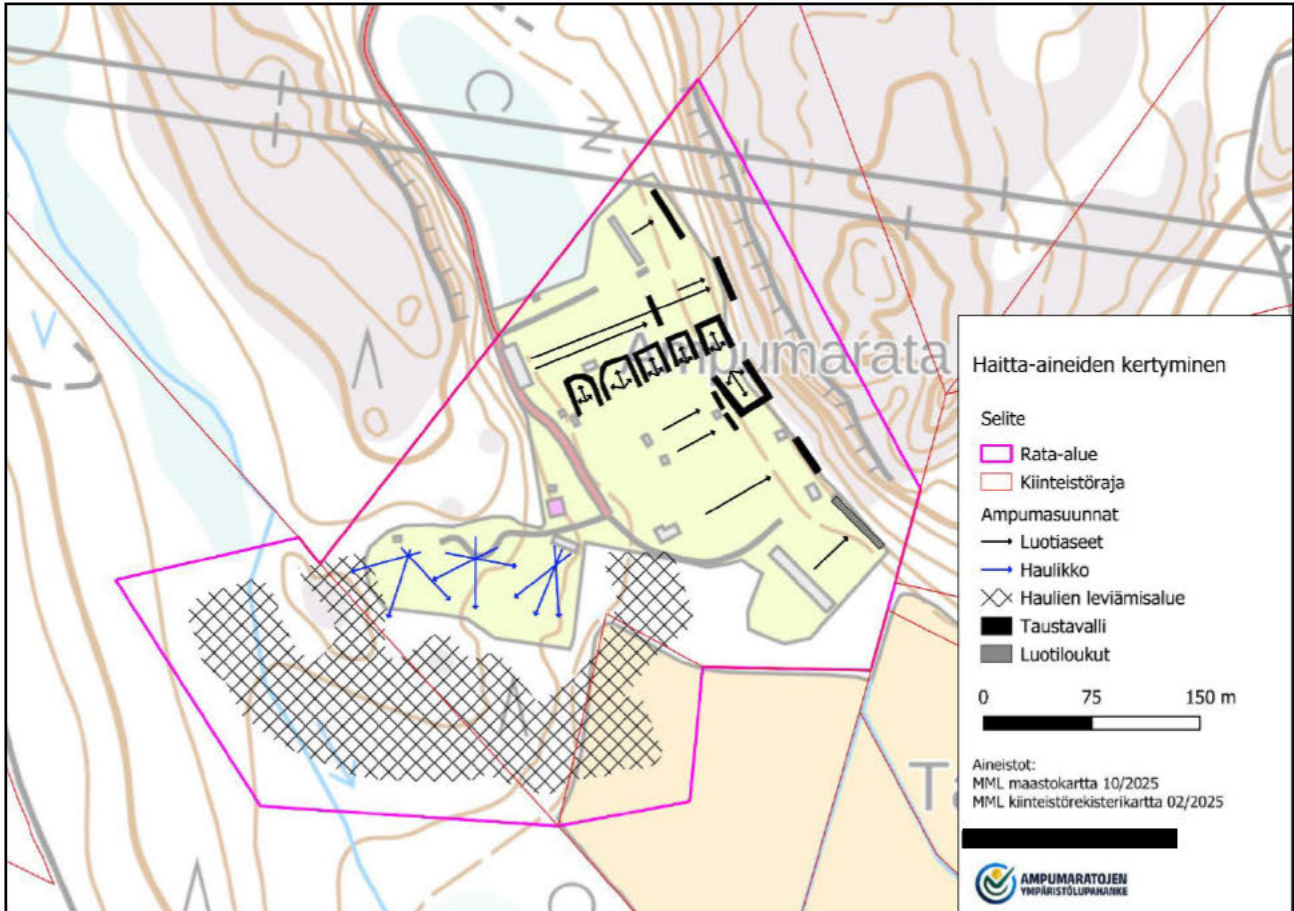 Ampumarata
Ta
Haitta-aineiden kertyminen
Selite
Rata-alue
Kiinteistöraja
Ampumasuunnat
Luotiaseet
Haulikko
Haulien leviämisalue
Taustavalli
Luotiloukut
0 75 150 m
Aineistot:
MML maastokartta 10/2025
MML kiinteistörekisterikartta 02/2025
AMPUMARATOJEN
YMPÄRISTÖLUPAHANKE